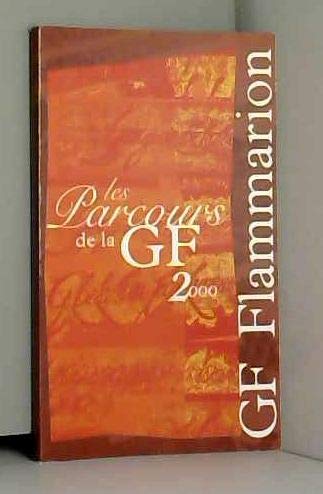 les
Parcours
de la GF
2000
GF Flammarion